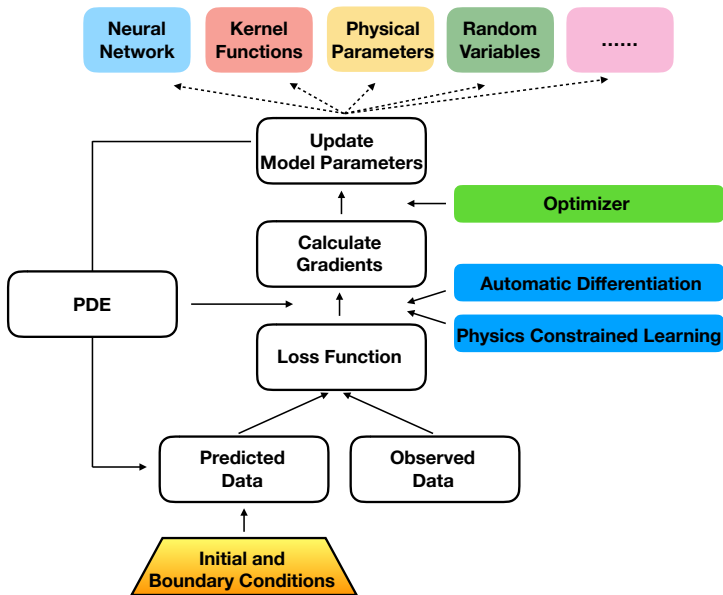 Neural
Network
Kernel
Functions
Physical
Parameters
Random
Variables
......
Update
Model Parameters
Optimizer
Calculate
Gradients
PDE
Automatic Differentiation
Physics Constrained Learning
Loss Function
Predicted
Data
Observed
Data
Initial and
Boundary Conditions